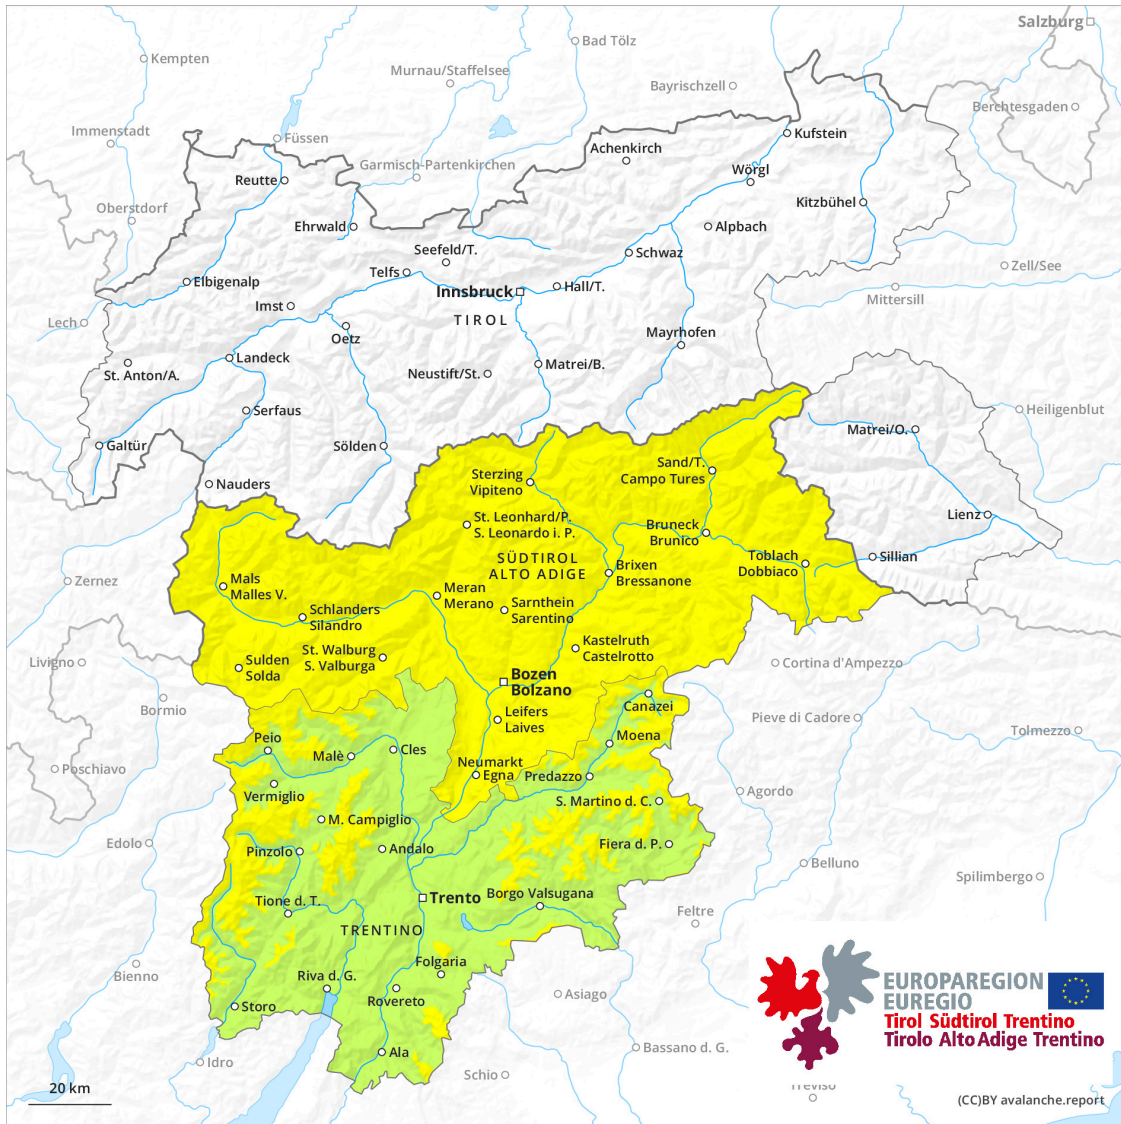 Salzburg
Bad Tölz
Kempten
Murnau/Staffelsee
Bayrischzell
Berchtesgaden
Immenstadt
Füssen
Kufstein
Achenkirch
Garmisch-Partenkirchen
Wörgl
Reutte
Oberstdorf
Kitzbühel
Ehrwald
Alpbach
Seefeld/T.
Schwaz
Telfs
Zell/See
Elbigenalp
Innsbruck
Hall/T.
Mittersill
Imst
TIROL
Lech
Oetz
Mayrhofen
Landeck
Matrei/B.
St. Anton/A.
Neustift/St.
Serfaus
Heiligenblut
Matrei/O.
Galtür
Sölden
Sterzing
Vipiteno
Sand/T.
Campo Tures
Nauders
St. Leonhard/P.
S. Leonardo i. P.
Bruneck
Brunico
Lienz
SÜDTIROL
ALTO ADIGE
Toblach
Dobbiaco
Sillian
Brixen
Bressanone
Zernez
Mals
Malles V.
Meran
Merano
Sarnthein
Sarentino
Schlanders
Silandro
Kastelruth
Castelrotto
St. Walburg
S. Valburga
Livigno
Sulden
Solda
Cortina d'Ampezzo
Bozen
Bolzano
Bormio
Canazei
Leifers
Laives
Pieve di Cadore
Tolmezzo
Peio
Moena
Malè
Cles
Poschiavo
Neumarkt
Egna
Predazzo
Vermiglio
Agordo
S. Martino d. C.
M. Campiglio
Edolo
Pinzolo
Andalo
Fiera d. P.
Belluno
Spilimbergo
Tione d. T.
Trento
Borgo Valsugana
Feltre
TRENTINO
Folgaria
Bienno
Riva d. G.
Rovereto
Asiago
Storo
EUROPAREGION
EUREGIO
Tirol Südtirol Trentino
Tirolo Alto Adige Trentino
Ala
Bassano d. G.
Idro
Schio
Treviso
20 km
(CC)BY avalanche.report